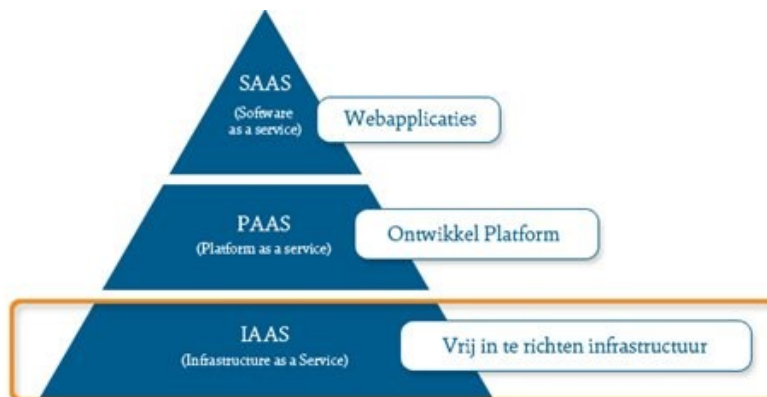 SAAS
(Software
as a service)
Webapplicaties
PAAS
(Platform as a service)
Ontwikkel Platform
IAAS
(Infrastructure as a Service)
Vrij in te richten infrastructuur